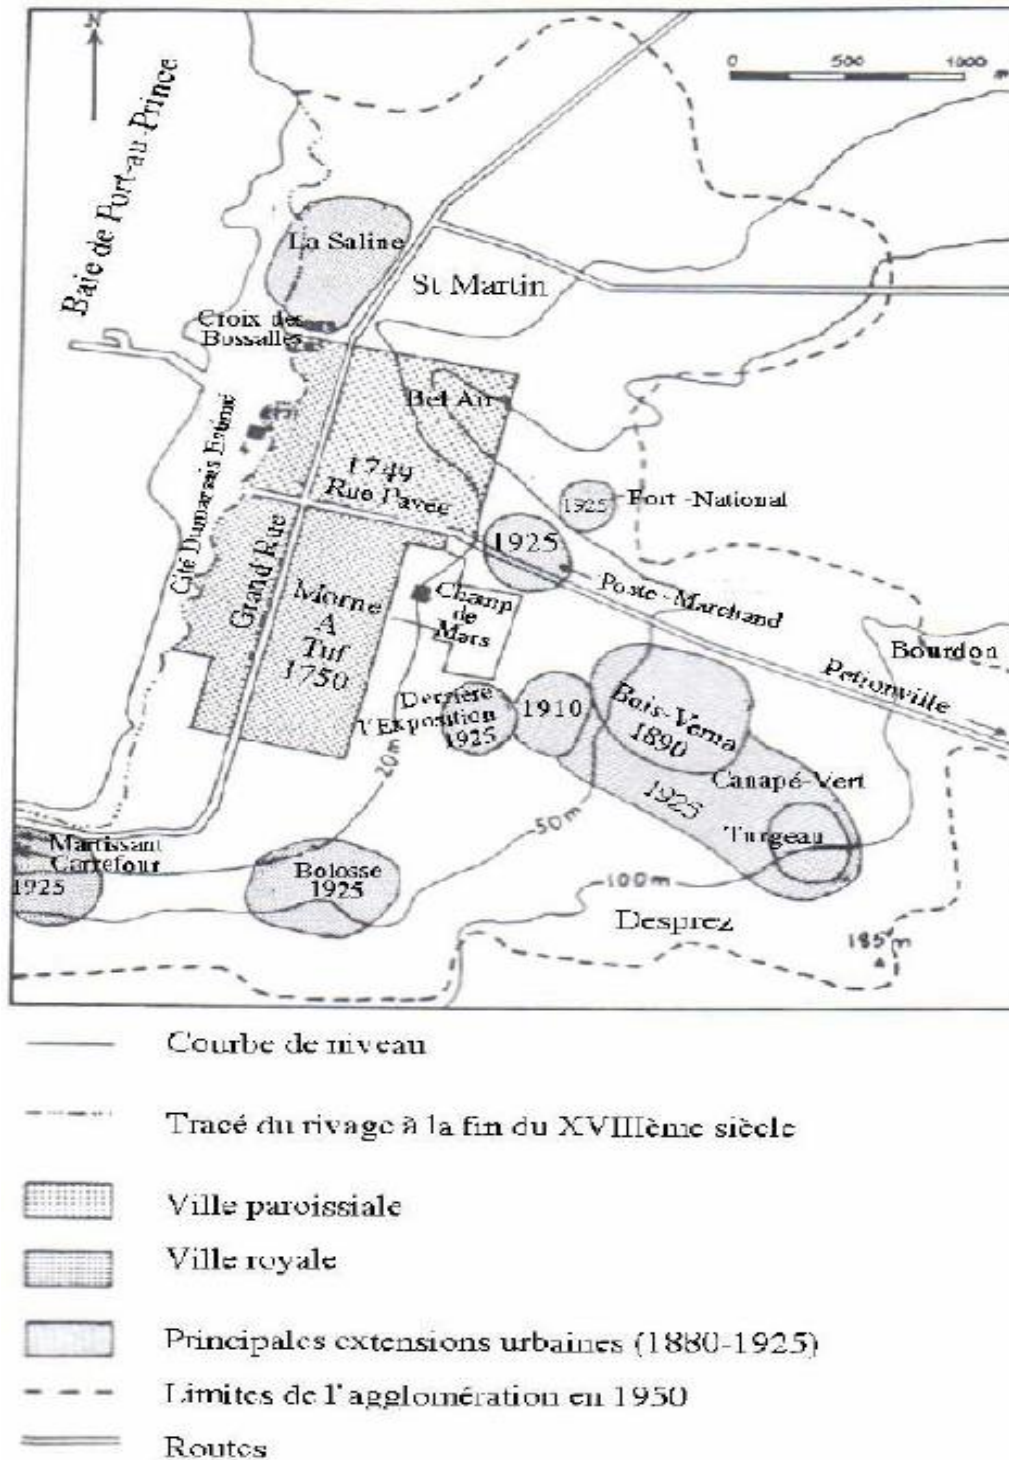 N
0 500 1000 m
Baie de Port-au-Prince
La Saline
St Martin
Croix des
Bossalles
Bel Air
Cité Dumarsais Estimé
1749
Rue Pavée
Grand Rue
1925
Fort-National
1925
Poste-Marchand
Morne
A
Tuf
1750
Champ
de
Mars
Bourdon
Petionville
Derrière
l'Exposition
1925
1910
Bois-Verna
1890
20m
Canapé-Vert
1925
Turgeau
50m
Martissant
Carrefour
1925
Bolosse
1925
100m
Desprez
185m
Courbe de niveau
Tracé du rivage à la fin du XVIIIème siècle
Ville paroissiale
Ville royale
Principales extensions urbaines (1880-1925)
Limites de l'agglomération en 1950
Routes